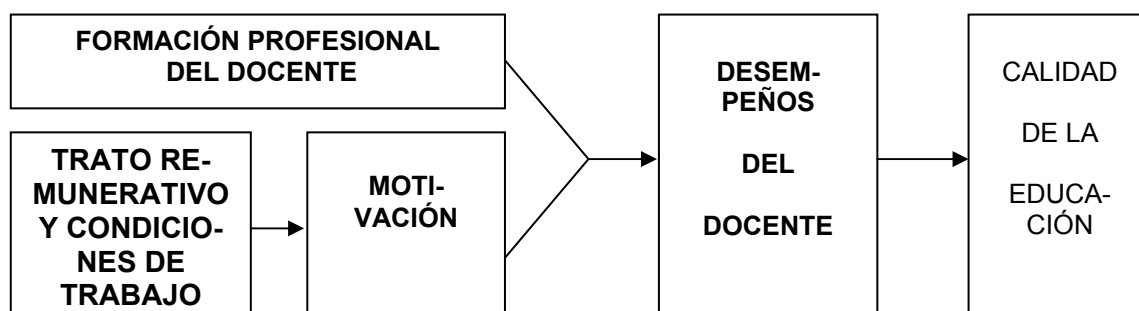 FORMACIÓN PROFESIONAL
DEL DOCENTE
TRATO RE-
MUNERATIVO
Y CONDICIO-
NES DE
TRABAJO
MOTI-
VACIÓN
DESEM-
PEÑOS
DEL
DOCENTE
CALIDAD
DE LA
EDUCA-
CIÓN